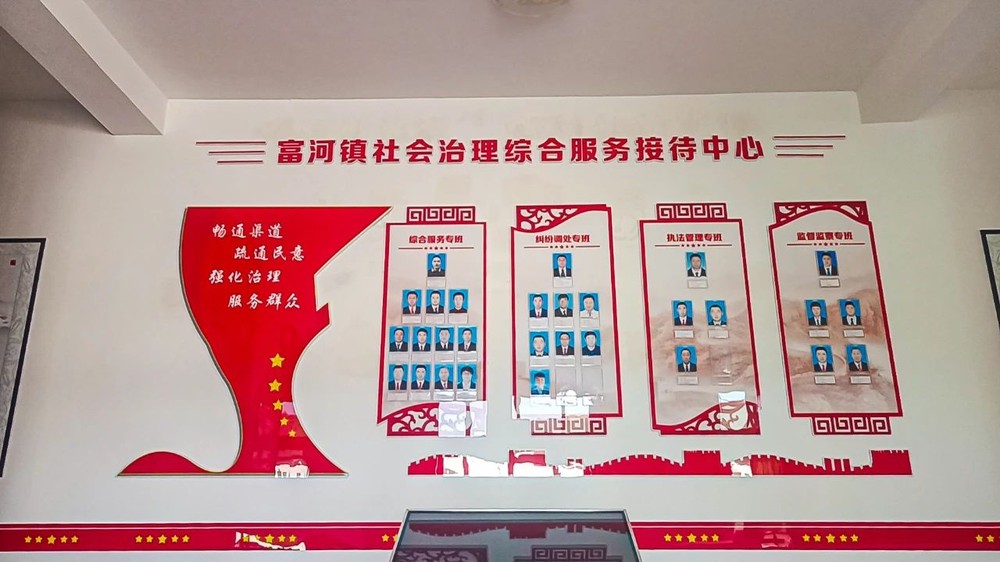 富河镇社会治理综合服务接待中心
畅通渠道
疏通民意
强化治理
服务群众
综合服务专班
纠纷调处专班
执法管理专班
监督监察专班